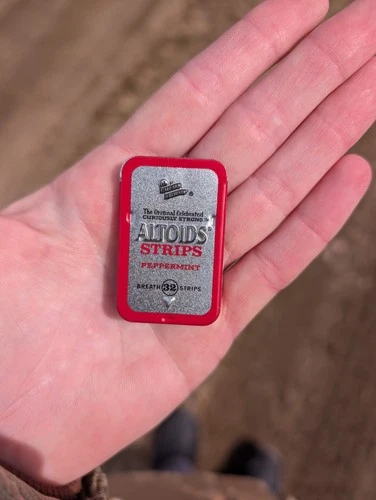 The Original Celebrated
CURIOUSLY STRONG
ALTOIDS®
STRIPS
PEPPERMINT
BREATH 32 STRIPS